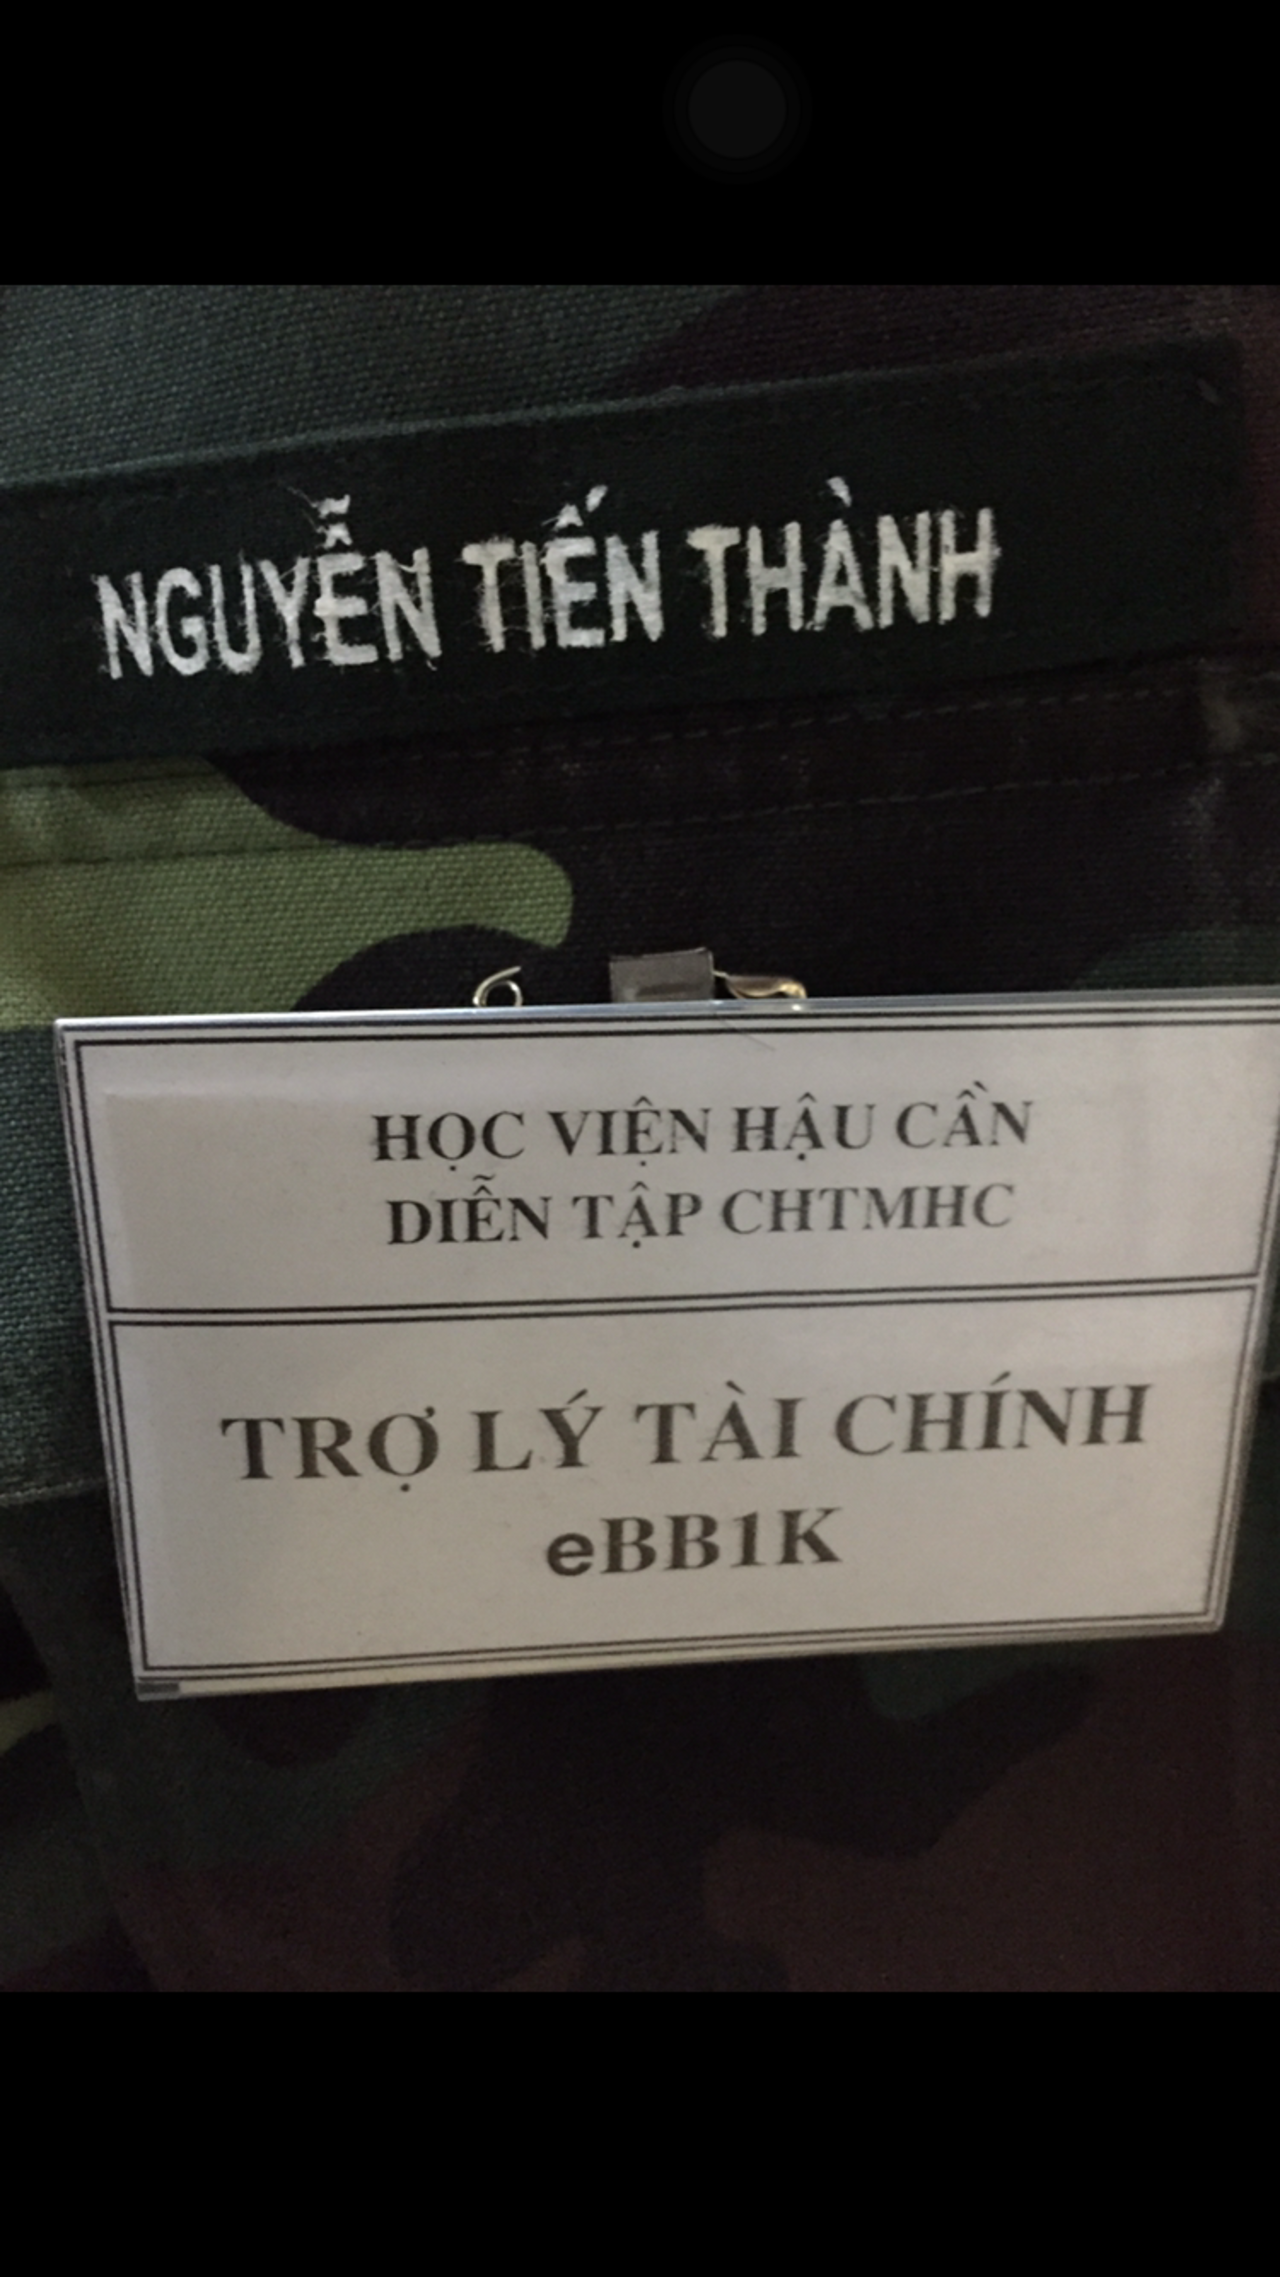 NGUYỄN TIẾN THÀNH
HỌC VIỆN HẬU CẦN
DIỄN TẬP CHTMHC
TRỢ LÝ TÀI CHÍNH
eBB1K